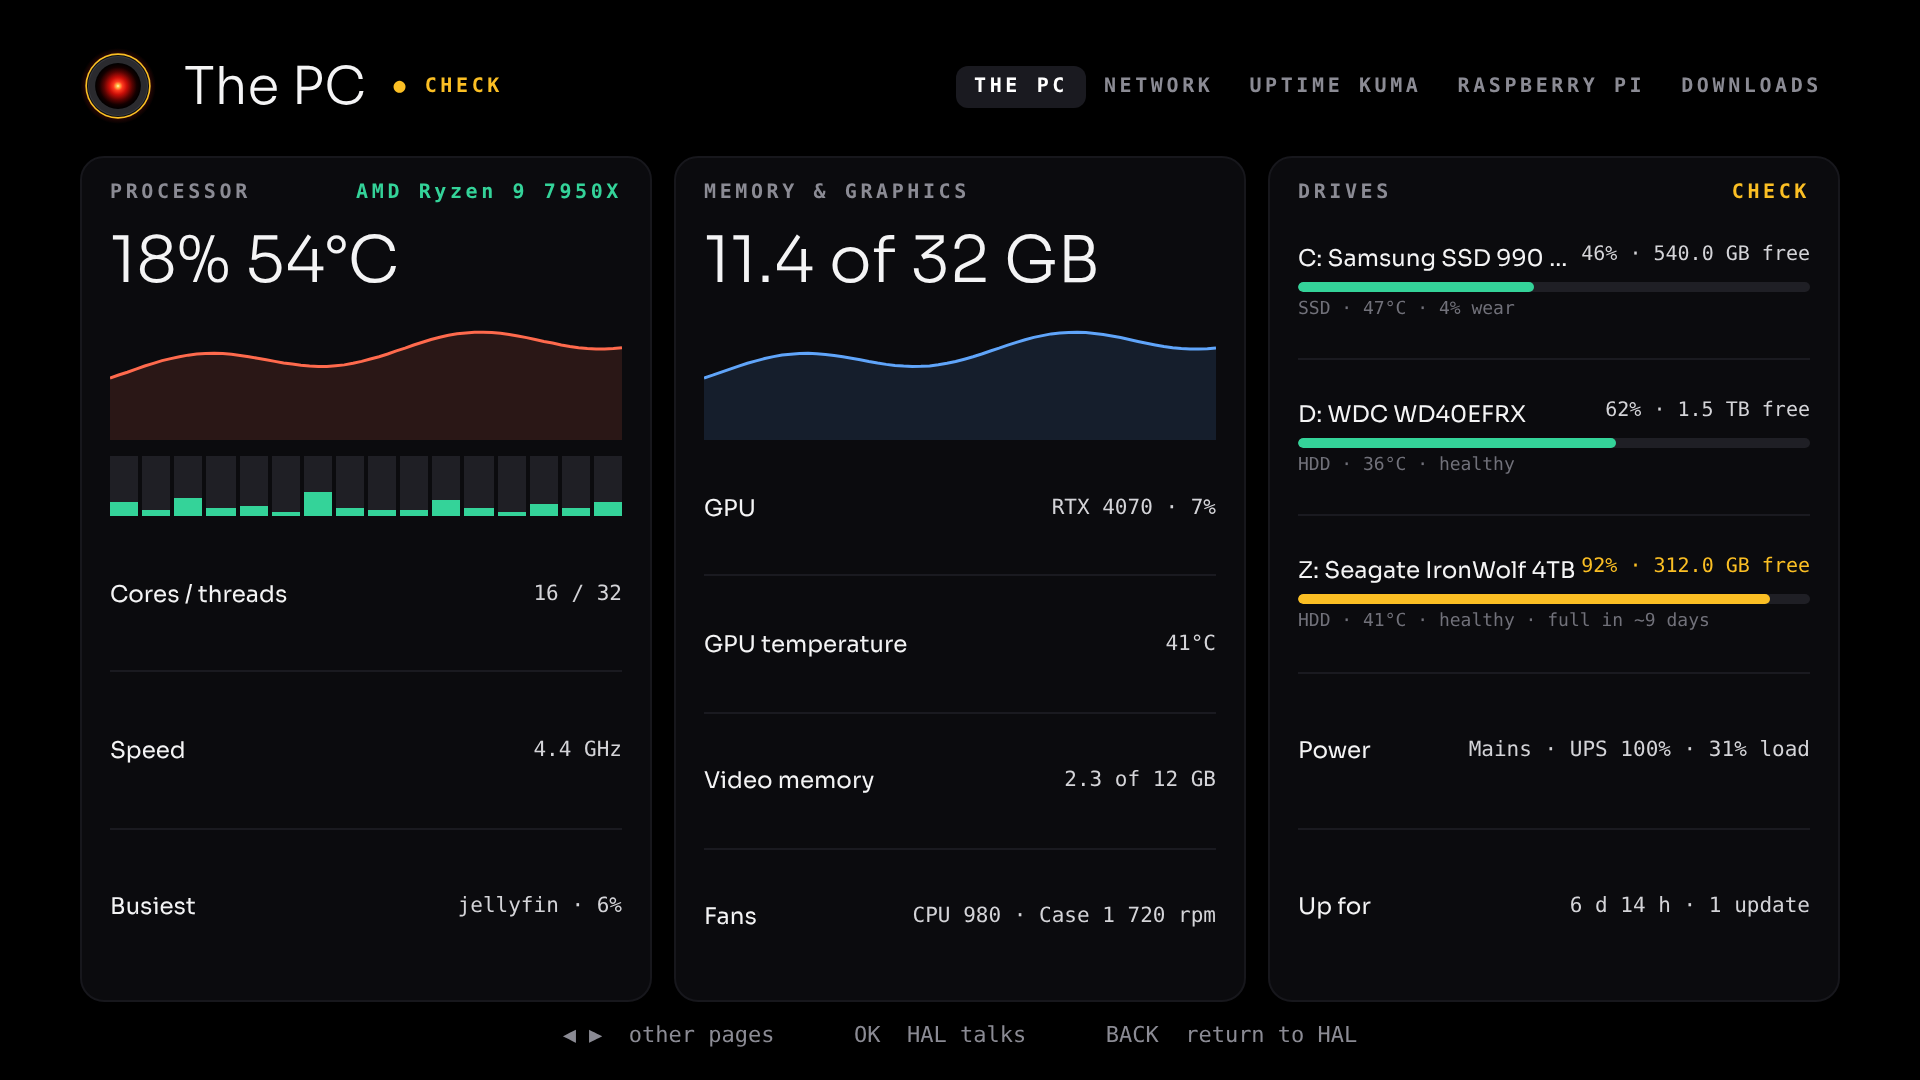 The PC ● CHECK
THE PC NETWORK UPTIME KUMA RASPBERRY PI DOWNLOADS
PROCESSOR AMD Ryzen 9 7950X
18% 54°C
Cores / threads 16 / 32
Speed 4.4 GHz
Busiest jellyfin · 6%
MEMORY & GRAPHICS
11.4 of 32 GB
GPU RTX 4070 · 7%
GPU temperature 41°C
Video memory 2.3 of 12 GB
Fans CPU 980 · Case 1 720 rpm
DRIVES CHECK
C: Samsung SSD 990 ... 46% · 540.0 GB free
SSD · 47°C · 4% wear
D: WDC WD40EFRX 62% · 1.5 TB free
HDD · 36°C · healthy
Z: Seagate IronWolf 4TB 92% · 312.0 GB free
HDD · 41°C · healthy · full in ~9 days
Power Mains · UPS 100% · 31% load
Up for 6 d 14 h · 1 update
◀ ▶ other pages OK HAL talks BACK return to HAL